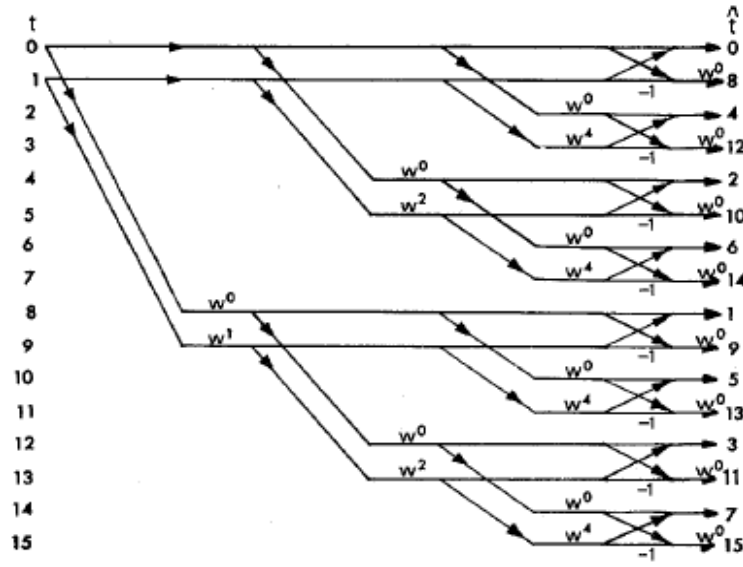 t ^t
0 0
1 w⁰ 8
-1
2 w⁰ 4
3 w⁴ w⁰ 12
-1
4 w⁰ 2
5 w² w⁰ 10
-1
6 w⁰ 6
7 w⁴ w⁰ 14
-1
8 w⁰ 1
9 w¹ w⁰ 9
-1
10 w⁰ 5
11 w⁴ w⁰ 13
-1
12 w⁰ 3
13 w² w⁰ 11
-1
14 w⁰ 7
15 w⁴ w⁰ 15
-1